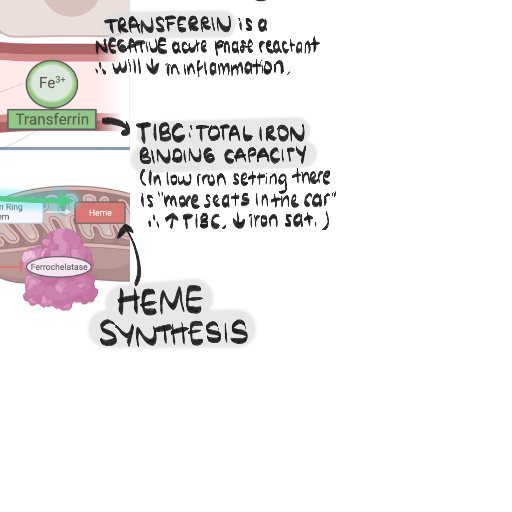 TRANSFERRIN is a
NEGATIVE acute phase reactant
∴ will ↓ in inflammation.
Fe3+
Transferrin
TIBC: TOTAL IRON
BINDING CAPACITY
(In low iron setting there
is "more seats in the car"
∴ ↑ TIBC, ↓ iron sat. )
Ring
Heme
Ferrochelatase
HEME
SYNTHESIS